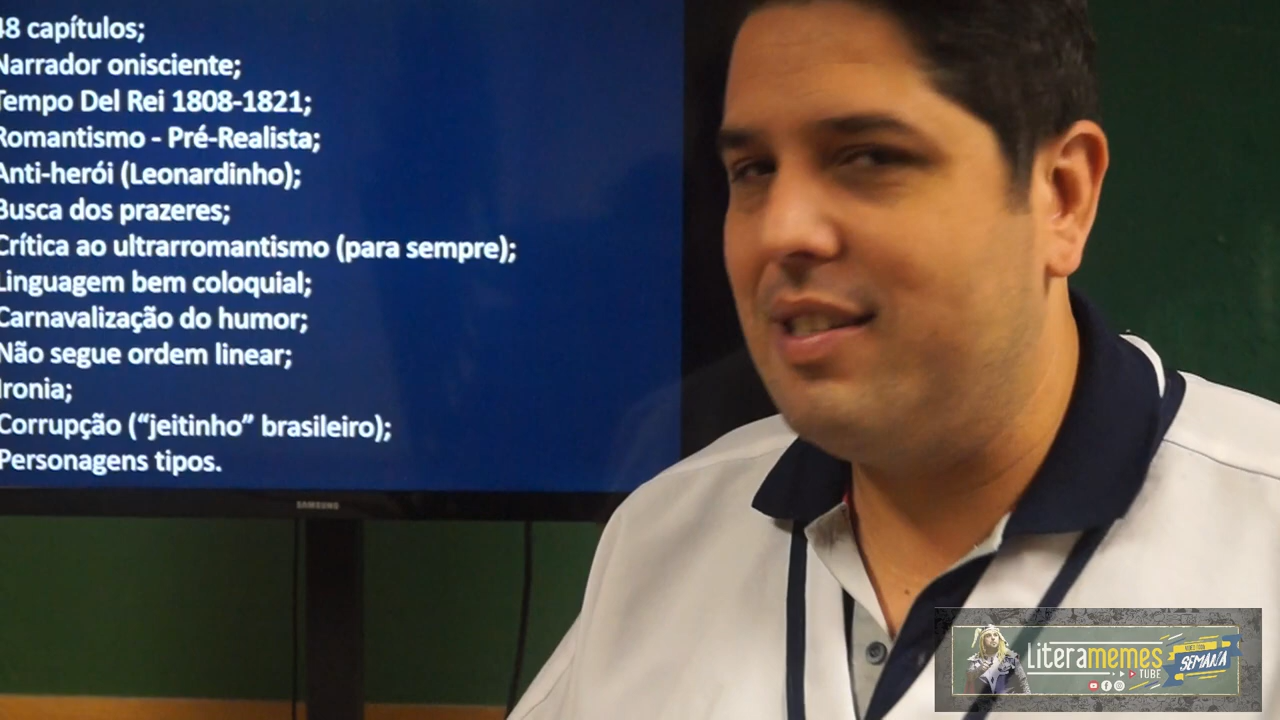 48 capítulos;
Narrador onisciente;
Tempo Del Rei 1808-1821;
Romantismo - Pré-Realista;
Anti-herói (Leonardinho);
Busca dos prazeres;
Crítica ao ultrarromantismo (para sempre);
Linguagem bem coloquial;
Carnavalização do humor;
Não segue ordem linear;
Ironia;
Corrupção (“jeitinho” brasileiro);
Personagens tipos.
SAMSUNG
LITERAMEMES
TUBE
SEMANA